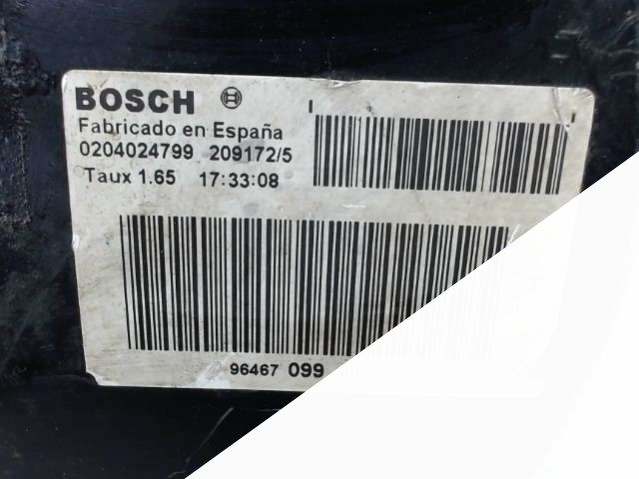 BOSCH
Fabricado en España
0204024799 209172/5
Taux 1.65 17:33:08
96467 099